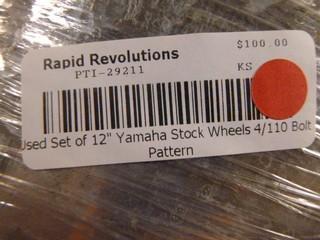 $100.00
Rapid Revolutions
PTI-29211 KS
Used Set of 12" Yamaha Stock Wheels 4/110 Bolt
Pattern